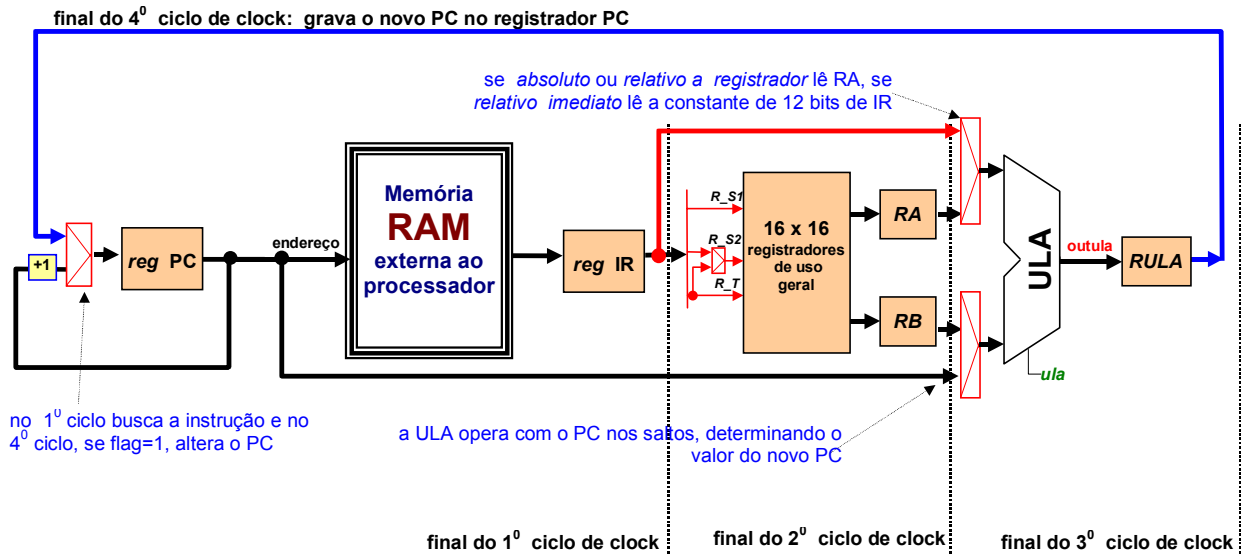 final do 4⁰ ciclo de clock: grava o novo PC no registrador PC
se absoluto ou relativo a registrador lê RA, se
relativo imediato lê a constante de 12 bits de IR
+1
reg PC
endereço
Memória
RAM
externa ao
processador
reg IR
R_S1
R_S2
R_T
16 x 16
registradores
de uso
geral
RA
RB
ULA
ula
outula
RULA
no 1⁰ ciclo busca a instrução e no
4⁰ ciclo, se flag=1, altera o PC
a ULA opera com o PC nos saltos, determinando o
valor do novo PC
final do 1⁰ ciclo de clock
final do 2⁰ ciclo de clock
final do 3⁰ ciclo de clock